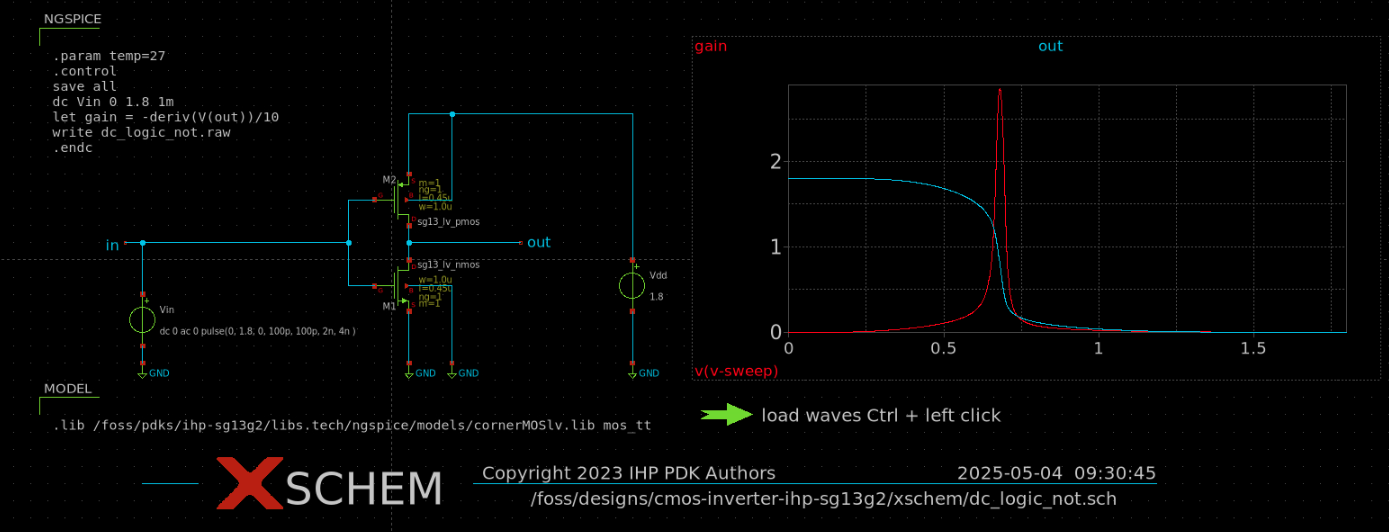 NGSPICE
.param temp=27
.control
save all
dc Vin 0 1.8 1m
let gain = -deriv(V(out))/10
write dc_logic_not.raw
.endc
M2
S
G
B
D
m=1
ng=1
l=0.45u
w=1.0u
sg13_lv_pmos
in
out
sg13_lv_nmos
D
G
B
S
w=1.0u
l=0.45u
ng=1
m=1
M1
+
Vin
dc 0 ac 0 pulse(0, 1.8, 0, 100p, 100p, 2n, 4n )
+
Vdd
1.8
GND
GND
GND
GND
gain
out
2
1
0
0
0.5
1
1.5
v(v-sweep)
MODEL
.lib /foss/pdks/ihp-sg13g2/libs.tech/ngspice/models/cornerMOSlv.lib mos_tt
load waves Ctrl + left click
XSCHEM
Copyright 2023 IHP PDK Authors
2025-05-04 09:30:45
/foss/designs/cmos-inverter-ihp-sg13g2/xschem/dc_logic_not.sch